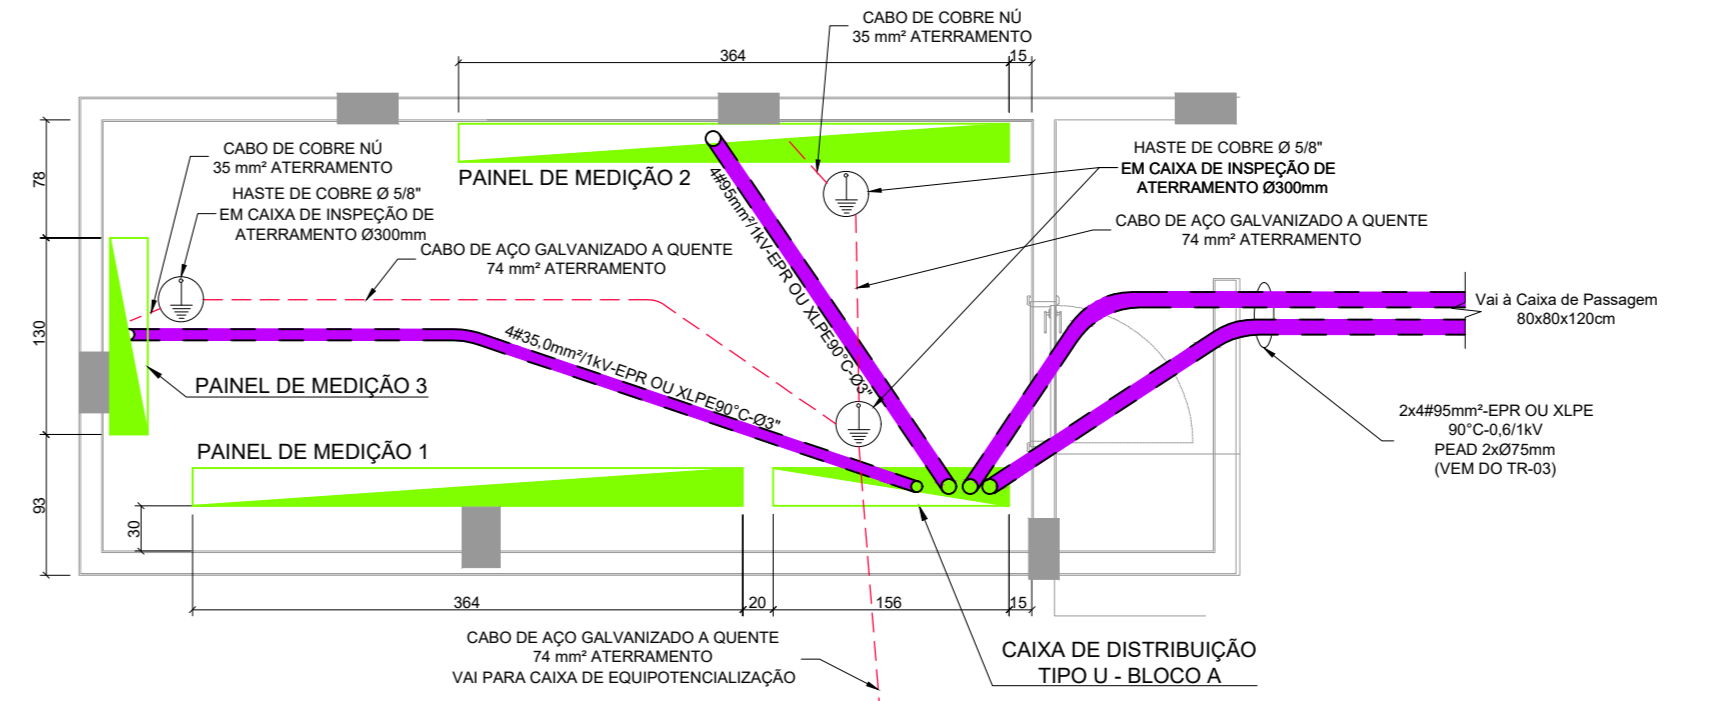 CABO DE COBRE NÚ
35 mm² ATERRAMENTO
364
15
CABO DE COBRE NÚ
35 mm² ATERRAMENTO
HASTE DE COBRE Ø 5/8"
EM CAIXA DE INSPEÇÃO DE
ATERRAMENTO Ø300mm
HASTE DE COBRE Ø 5/8"
EM CAIXA DE INSPEÇÃO DE
ATERRAMENTO Ø300mm
PAINEL DE MEDIÇÃO 2
78
CABO DE AÇO GALVANIZADO A QUENTE
74 mm² ATERRAMENTO
CABO DE AÇO GALVANIZADO A QUENTE
74 mm² ATERRAMENTO
4#95mm²/1kV-EPR OU XLPE90°C-Ø3"
Vai à Caixa de Passagem
80x80x120cm
130
4#35,0mm²/1kV-EPR OU XLPE90°C-Ø3"
PAINEL DE MEDIÇÃO 3
2x4#95mm²-EPR OU XLPE
90°C-0,6/1kV
PEAD 2xØ75mm
(VEM DO TR-03)
PAINEL DE MEDIÇÃO 1
93
30
364
20
156
15
CABO DE AÇO GALVANIZADO A QUENTE
74 mm² ATERRAMENTO
VAI PARA CAIXA DE EQUIPOTENCIALIZAÇÃO
CAIXA DE DISTRIBUIÇÃO
TIPO U - BLOCO A